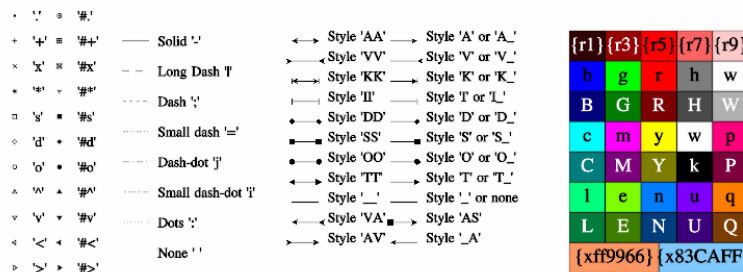 '.' '#.'
'+' '#+'
'x' '#x'
'*' '#*'
's' '#s'
'd' '#d'
'o' '#o'
'^' '#^'
'v' '#v'
'<' '#<'
'>' '#>'
Solid '-'
Long Dash '|'
Dash ';'
Small dash '='
Dash-dot 'j'
Small dash-dot 'i'
Dots ':'
None ' '
Style 'AA' Style 'A' or 'A_'
Style 'VV' Style 'V' or 'V_'
Style 'KK' Style 'K' or 'K_'
Style 'II' Style 'I' or 'I_'
Style 'DD' Style 'D' or 'D_'
Style 'SS' Style 'S' or 'S_'
Style 'OO' Style 'O' or 'O_'
Style 'TT' Style 'T' or 'T_'
Style '__' Style '_' or none
Style 'VA' Style 'AS'
Style 'AV' Style '_A'
{r1} {r3} {r5} {r7} {r9}
b g r h w
B G R H W
c m y w p
C M Y k P
l e n u q
L E N U Q
{xff9966} {x83CAFF